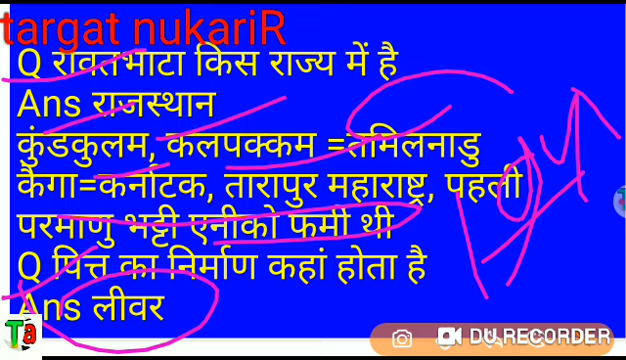 targat nukariR
Q रावतभाटा किस राज्य में है
Ans राजस्थान
कुंडकुलम, कलपक्कम =तमिलनाडु
कैगा=कर्नाटक, तारापुर महाराष्ट्र, पहली
परमाणु भट्टी एनीको फर्मी थी
Q पित्त का निर्माण कहां होता है
Ans लीवर
Ta
DU RECORDER